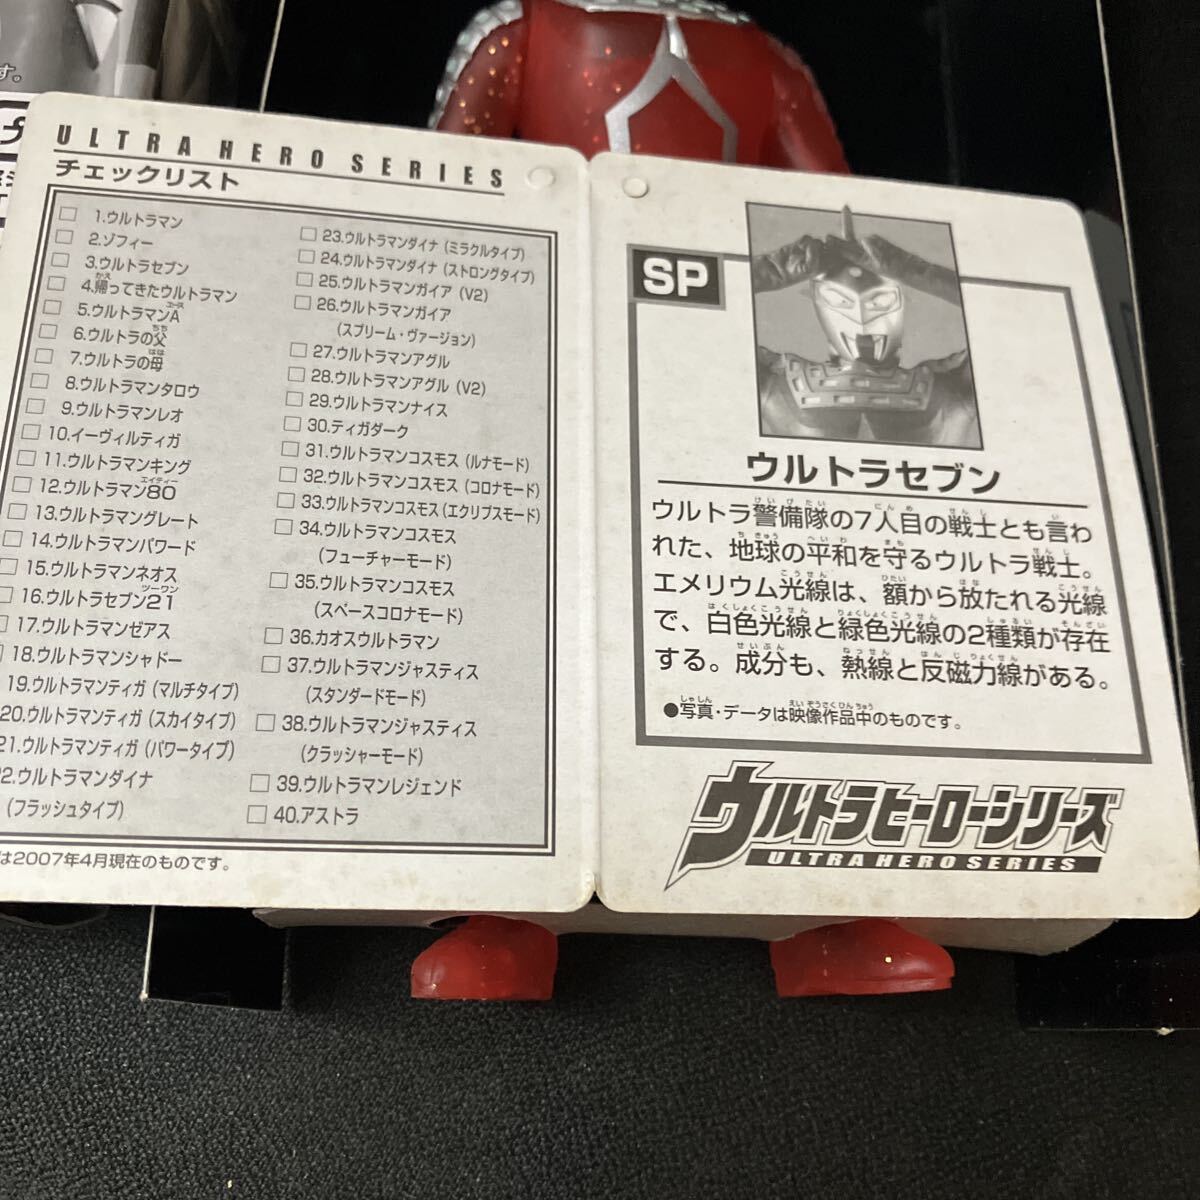 す。
ULTRA HERO SERIES
チェックリスト
□ 1.ウルトラマン
□ 2.ゾフィー
□ 3.ウルトラセブン
□ 4.帰ってきたウルトラマン
□ 5.ウルトラマンA
□ 6.ウルトラの父
□ 7.ウルトラの母
□ 8.ウルトラマンタロウ
□ 9.ウルトラマンレオ
□ 10.イーヴィルティガ
□ 11.ウルトラマンキング
□ 12.ウルトラマン80
□ 13.ウルトラマングレート
□ 14.ウルトラマンパワード
□ 15.ウルトラマンネオス
□ 16.ウルトラセブン21
□ 17.ウルトラマンゼアス
□ 18.ウルトラマンシャドー
19.ウルトラマンティガ (マルチタイプ)
20.ウルトラマンティガ (スカイタイプ)
21.ウルトラマンティガ (パワータイプ)
2.ウルトラマンダイナ
(フラッシュタイプ)
□ 23.ウルトラマンダイナ (ミラクルタイプ)
□ 24.ウルトラマンダイナ (ストロングタイプ)
□ 25.ウルトラマンガイア (V2)
□ 26.ウルトラマンガイア
(スプリーム・ヴァージョン)
□ 27.ウルトラマンアグル
□ 28.ウルトラマンアグル (V2)
□ 29.ウルトラマンナイス
□ 30.ティガダーク
□ 31.ウルトラマンコスモス (ルナモード)
□ 32.ウルトラマンコスモス (コロナモード)
□ 33.ウルトラマンコスモス (エクリプスモード)
□ 34.ウルトラマンコスモス
(フューチャーモード)
□ 35.ウルトラマンコスモス
(スペースコロナモード)
□ 36.カオスウルトラマン
□ 37.ウルトラマンジャスティス
(スタンダードモード)
□ 38.ウルトラマンジャスティス
(クラッシャーモード)
□ 39.ウルトラマンレジェンド
□ 40.アストラ
は2007年4月現在のものです。
SP
ウルトラセブン
ウルトラ警備隊の7人目の戦士とも言わ
れた、地球の平和を守るウルトラ戦士。
エメリウム光線は、額から放たれる光線
で、白色光線と緑色光線の2種類が存在
する。成分も、熱線と反磁力線がある。
●写真・データは映像作品中のものです。
ウルトラヒーローシリーズ
ULTRA HERO SERIES